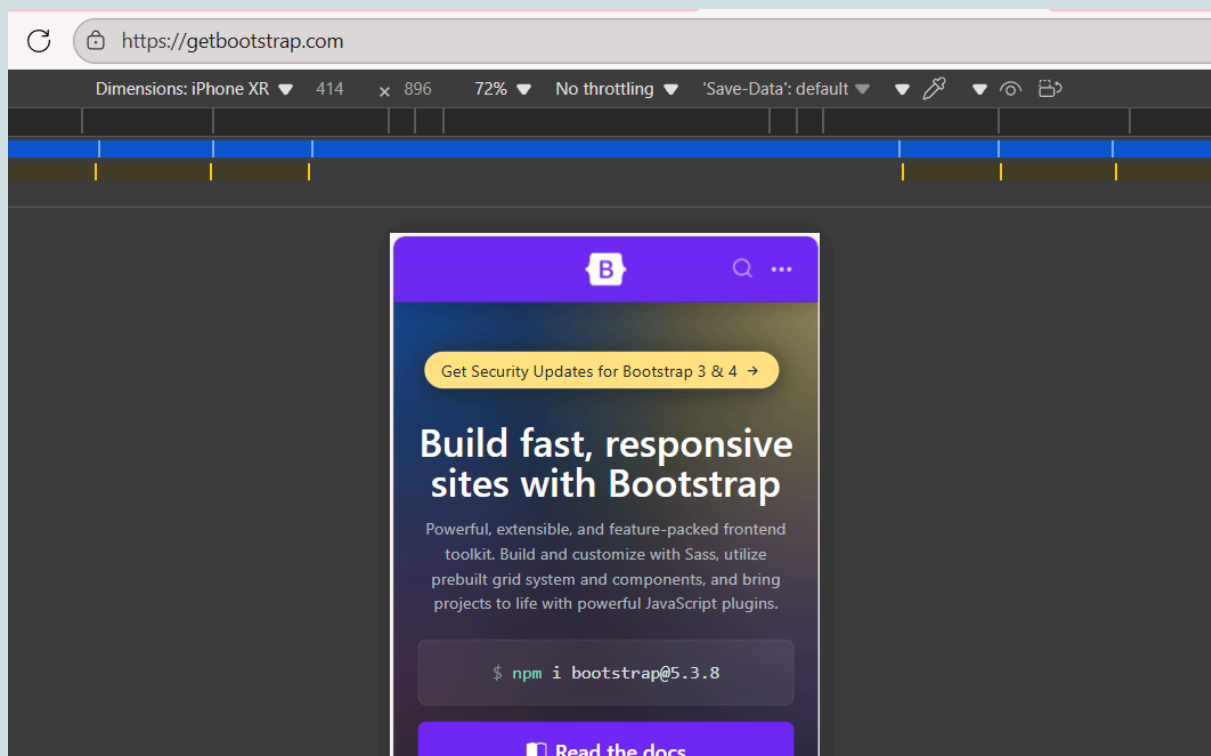 https://getbootstrap.com
Dimensions: iPhone XR 414 × 896 72% No throttling 'Save-Data': default
B
Get Security Updates for Bootstrap 3 & 4 →
Build fast, responsive
sites with Bootstrap
Powerful, extensible, and feature-packed frontend
toolkit. Build and customize with Sass, utilize
prebuilt grid system and components, and bring
projects to life with powerful JavaScript plugins.
$ npm i bootstrap@5.3.8
Read the docs